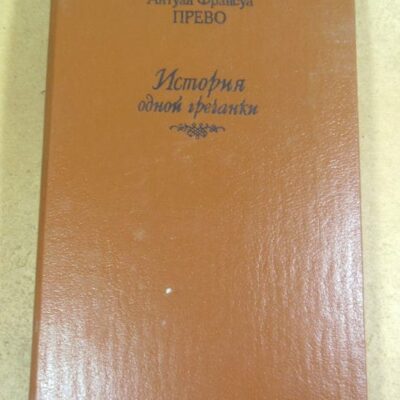 Антуан Франсуа
ПРЕВО
История
одной гречанки